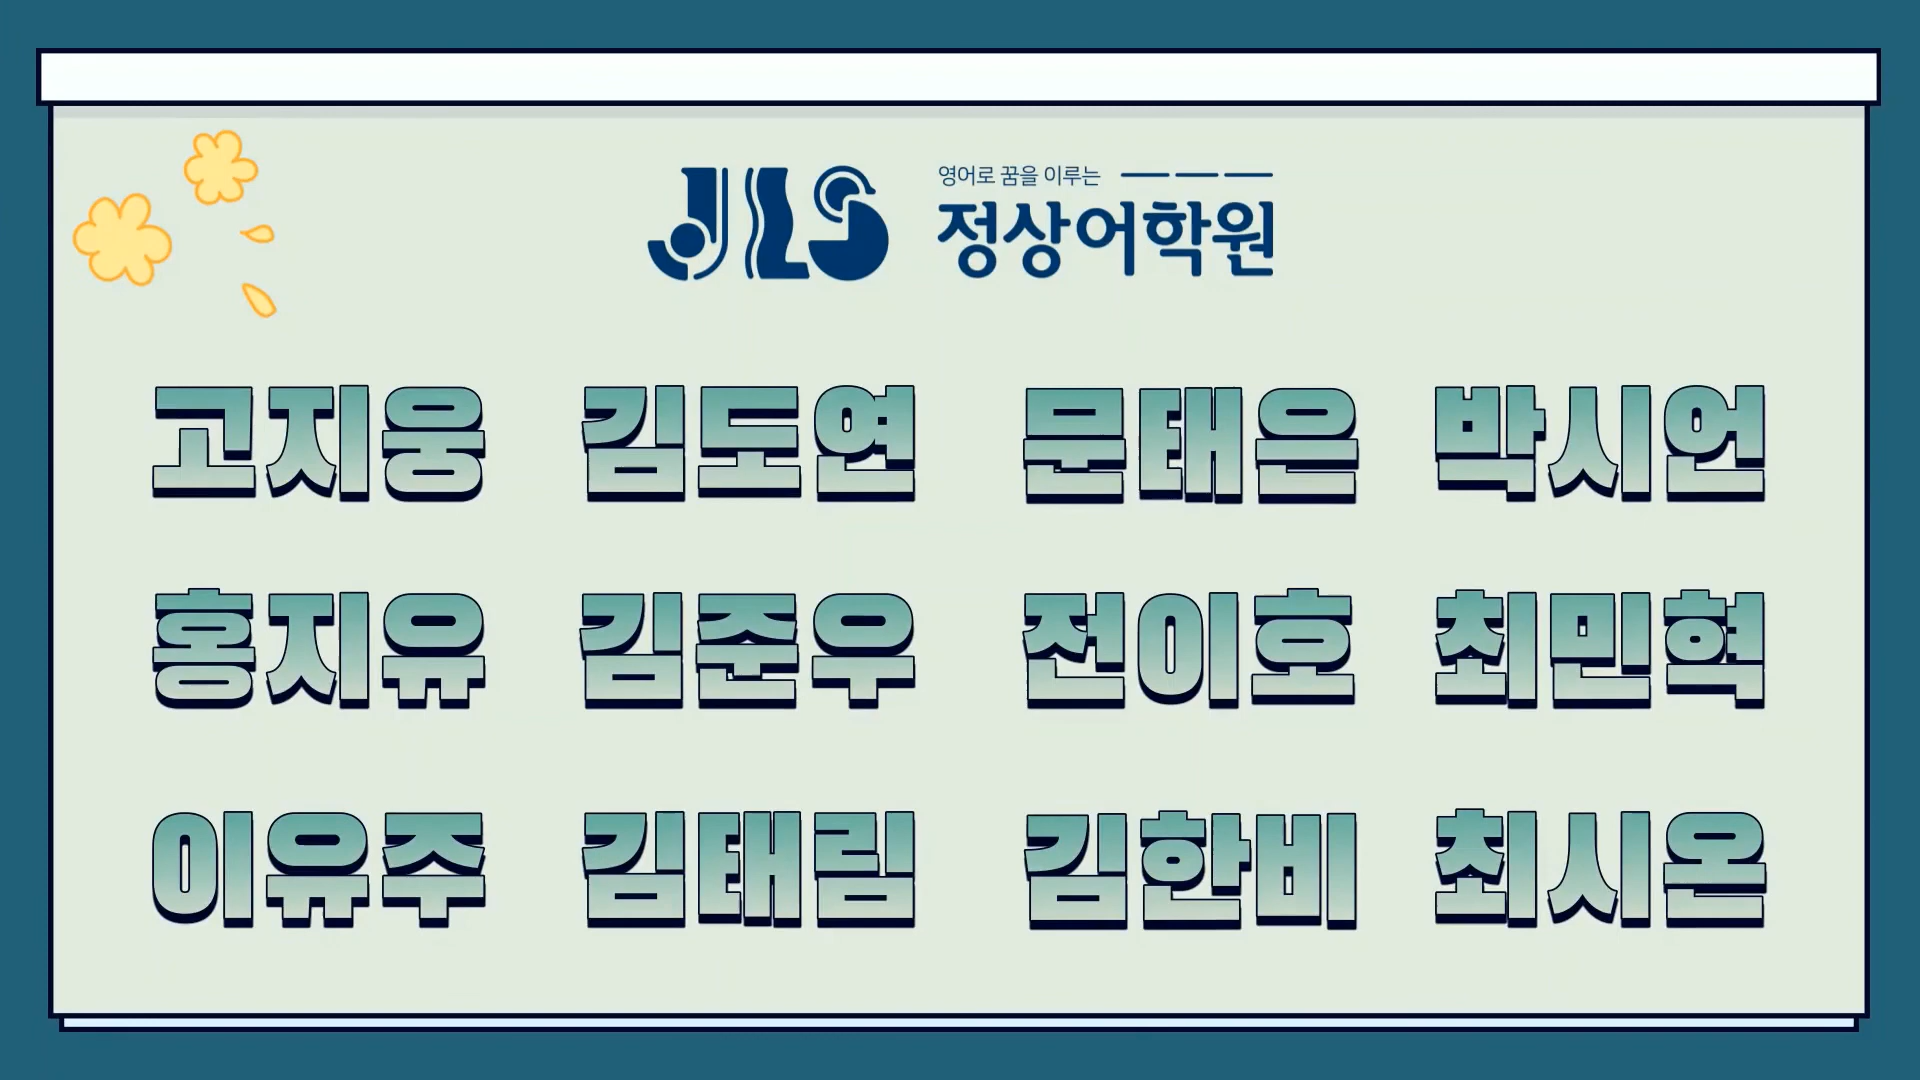 JLS 영어로 꿈을 이루는
정상어학원
고지웅 김도연 문태은 박시언
홍지유 김준우 전이호 최민혁
이유주 김태림 김한비 최시온